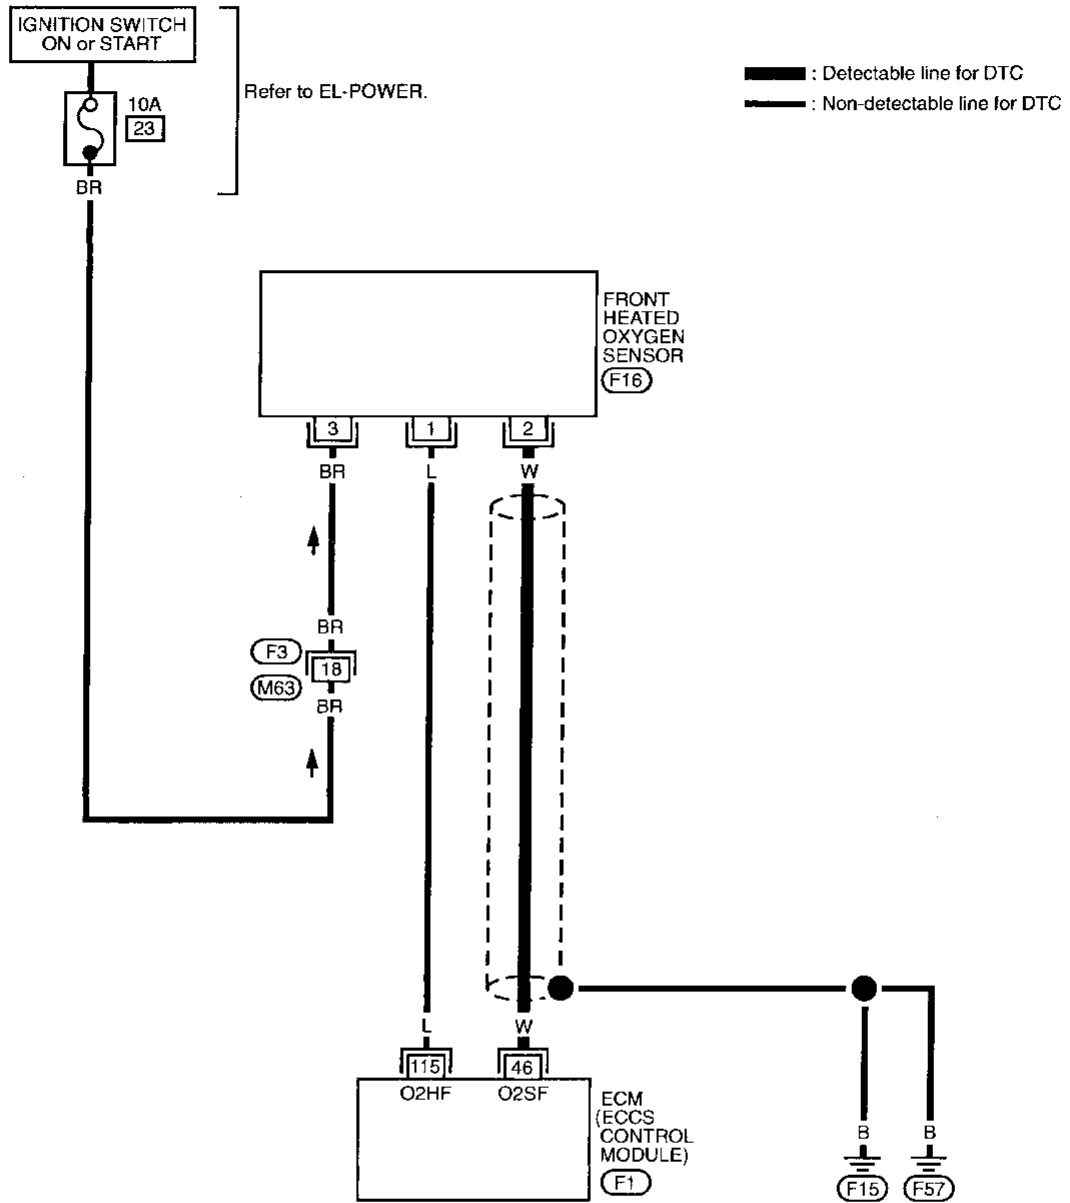 IGNITION SWITCH
ON or START
10A
23
Refer to EL-POWER.
: Detectable line for DTC
: Non-detectable line for DTC
BR
FRONT
HEATED
OXYGEN
SENSOR
F16
3
1
2
BR
L
W
BR
F3
18
M63
BR
L
W
115
46
O2HF
O2SF
ECM
(ECCS
CONTROL
MODULE)
F1
B
B
F15
F57